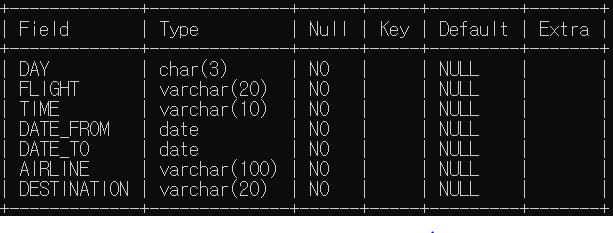 Field | Type | Null | Key | Default | Extra
DAY | char(3) | NO | | NULL |
FLIGHT | varchar(20) | NO | | NULL |
TIME | varchar(10) | NO | | NULL |
DATE_FROM | date | NO | | NULL |
DATE_TO | date | NO | | NULL |
AIRLINE | varchar(100) | NO | | NULL |
DESTINATION | varchar(20) | NO | | NULL |